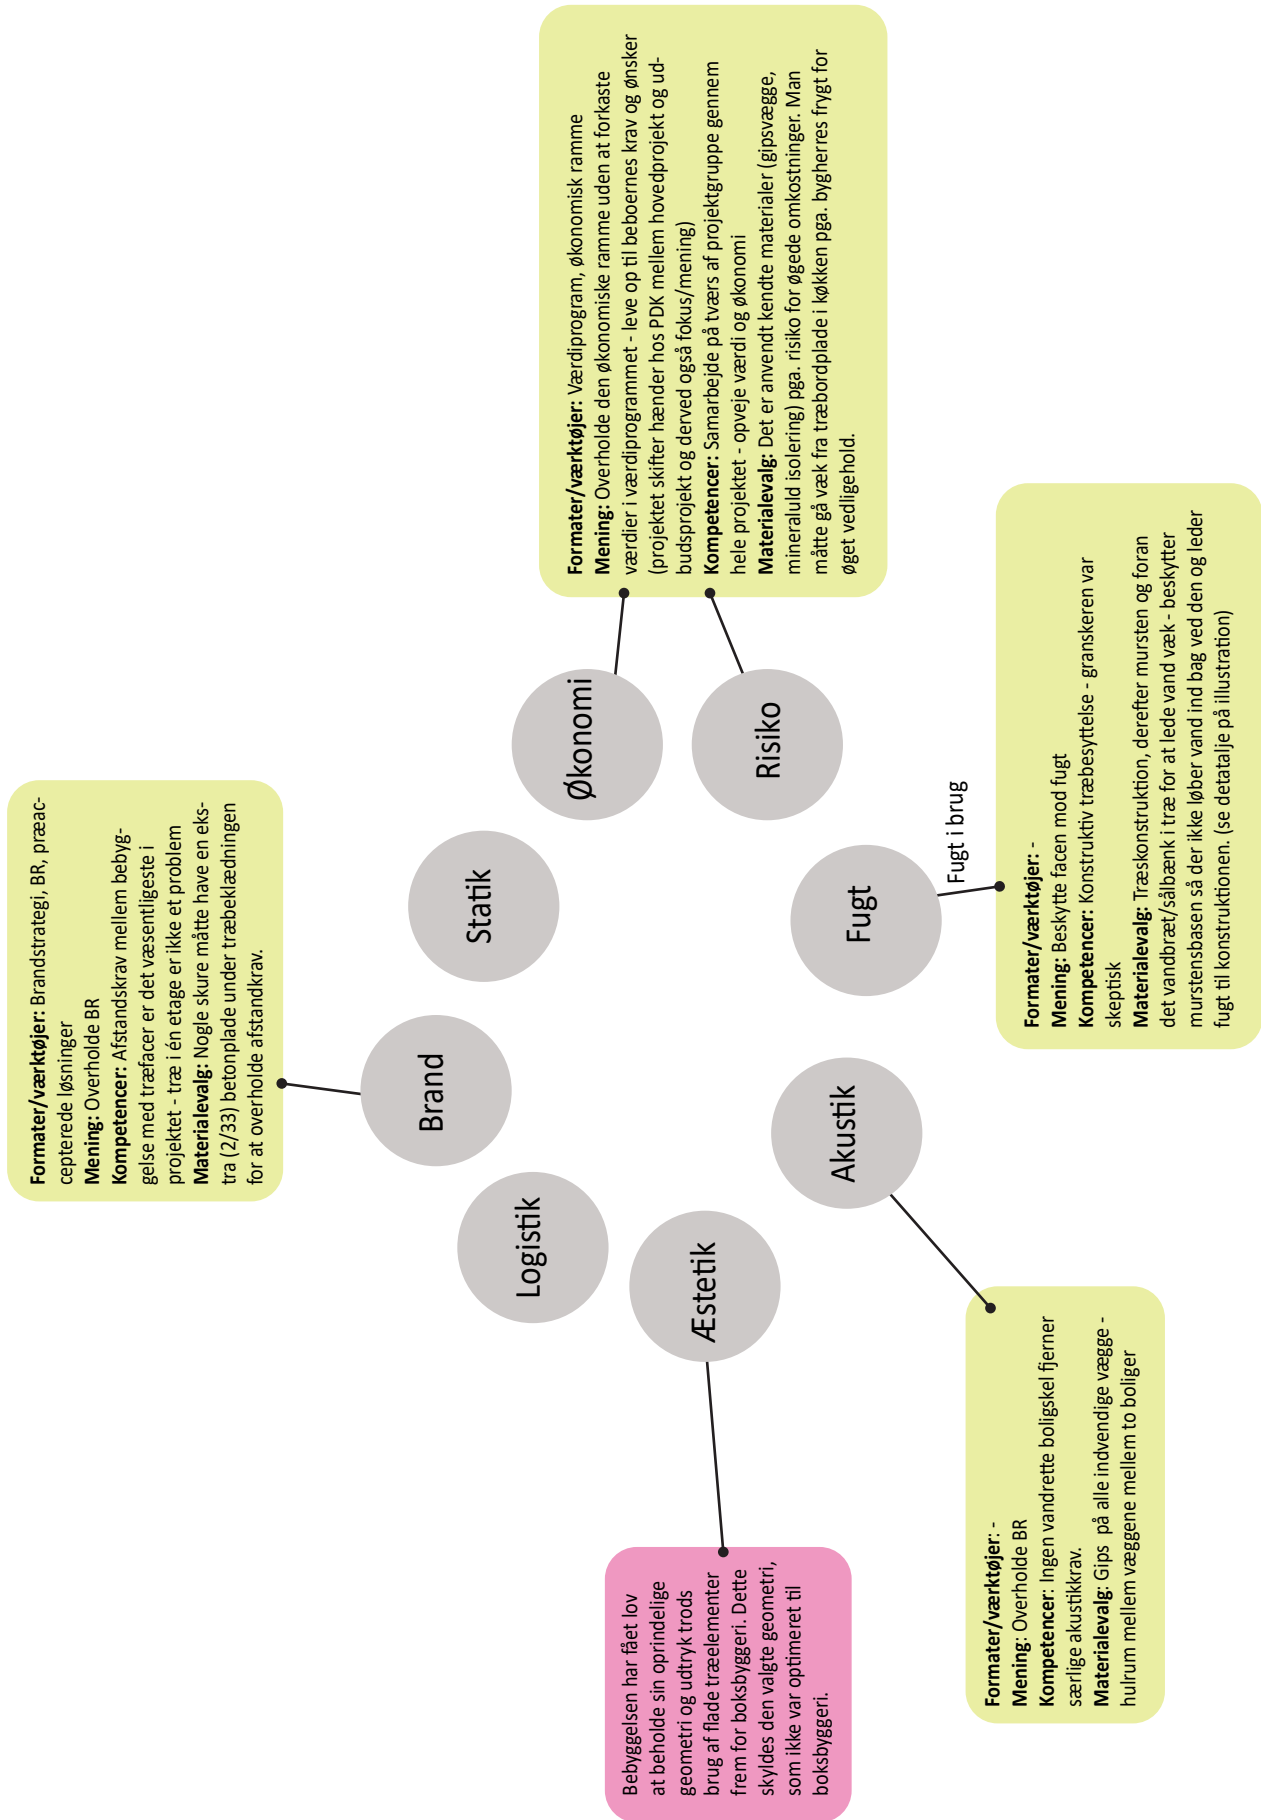 Formater/værktøjer: Brandstrategi, BR, præac-
cepterede løsninger
Mening: Overholde BR
Kompetencer: Afstandskrav mellem bebyg-
gelse med træfacer er det væsentligeste i
projektet - træ i én etage er ikke et problem
Materialevalg: Nogle skure måtte have en eks-
tra (2/33) betonplade under træbeklædningen
for at overholde afstandkrav.
Brand
Statik
Økonomi
Risiko
Formater/værktøjer: Værdiprogram, økonomisk ramme
Mening: Overholde den økonomiske ramme uden at forkaste
værdier i værdiprogrammet - leve op til beboernes krav og ønsker
(projektet skifter hænder hos PDK mellem hovedprojekt og ud-
budsprojekt og derved også fokus/mening)
Kompetencer: Samarbejde på tværs af projektgruppe gennem
hele projektet - opveje værdi og økonomi
Materialevalg: Det er anvendt kendte materialer (gipsvægge,
mineraluld isolering) pga. risiko for øgede omkostninger. Man
måtte gå væk fra træbordplade i køkken pga. bygherres frygt for
øget vedligehold.
Logistik
Æstetik
Bebyggelsen har fået lov
at beholde sin oprindelige
geometri og udtryk trods
brug af flade træelementer
frem for boksbyggeri. Dette
skyldes den valgte geometri,
som ikke var optimeret til
boksbyggeri.
Akustik
Formater/værktøjer: -
Mening: Overholde BR
Kompetencer: Ingen vandrette boligskel fjerner
særlige akustikkrav.
Materialevalg: Gips på alle indvendige vægge -
hulrum mellem væggene mellem to boliger
Fugt
Fugt i brug
Formater/værktøjer: -
Mening: Beskytte facen mod fugt
Kompetencer: Konstruktiv træbesyttelse - granskeren var
skeptisk
Materialevalg: Træskonstruktion, derefter mursten og foran
det vandbræt/sålbænk i træ for at lede vand væk - beskytter
murstensbasen så der ikke løber vand ind bag ved den og leder
fugt til konstruktionen. (se detatalje på illustration)